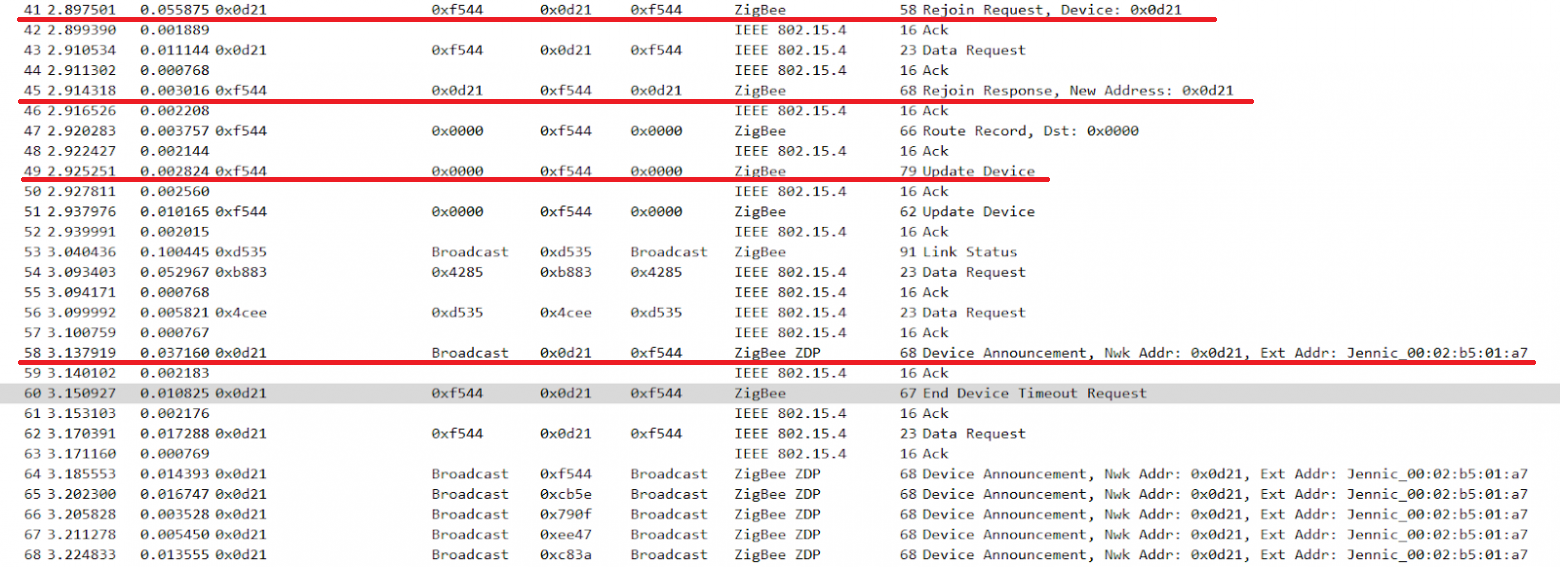 41 2.897501 0.055875 0x0d21 0xf544 0x0d21 0xf544 ZigBee 58 Rejoin Request, Device: 0x0d21
42 2.899390 0.001889 IEEE 802.15.4 16 Ack
43 2.910534 0.011144 0x0d21 0xf544 0x0d21 0xf544 IEEE 802.15.4 23 Data Request
44 2.911302 0.000768 IEEE 802.15.4 16 Ack
45 2.914318 0.003016 0xf544 0x0d21 0xf544 0x0d21 ZigBee 68 Rejoin Response, New Address: 0x0d21
46 2.916526 0.002208 IEEE 802.15.4 16 Ack
47 2.920283 0.003757 0xf544 0x0000 0xf544 0x0000 ZigBee 66 Route Record, Dst: 0x0000
48 2.922427 0.002144 IEEE 802.15.4 16 Ack
49 2.925251 0.002824 0xf544 0x0000 0xf544 0x0000 ZigBee 79 Update Device
50 2.927811 0.002560 IEEE 802.15.4 16 Ack
51 2.937976 0.010165 0xf544 0x0000 0xf544 0x0000 ZigBee 62 Update Device
52 2.939991 0.002015 IEEE 802.15.4 16 Ack
53 3.040436 0.100445 0xd535 Broadcast 0xd535 Broadcast ZigBee 91 Link Status
54 3.093403 0.052967 0xb883 0x4285 0xb883 0x4285 IEEE 802.15.4 23 Data Request
55 3.094171 0.000768 IEEE 802.15.4 16 Ack
56 3.099992 0.005821 0x4cee 0xd535 0x4cee 0xd535 IEEE 802.15.4 23 Data Request
57 3.100759 0.000767 IEEE 802.15.4 16 Ack
58 3.137919 0.037160 0x0d21 Broadcast 0x0d21 0xf544 ZigBee ZDP 68 Device Announcement, Nwk Addr: 0x0d21, Ext Addr: Jennic_00:02:b5:01:a7
59 3.140102 0.002183 IEEE 802.15.4 16 Ack
60 3.150927 0.010825 0x0d21 0xf544 0x0d21 0xf544 ZigBee 67 End Device Timeout Request
61 3.153103 0.002176 IEEE 802.15.4 16 Ack
62 3.170391 0.017288 0x0d21 0xf544 0x0d21 0xf544 IEEE 802.15.4 23 Data Request
63 3.171160 0.000769 IEEE 802.15.4 16 Ack
64 3.185553 0.014393 0x0d21 Broadcast 0xf544 Broadcast ZigBee ZDP 68 Device Announcement, Nwk Addr: 0x0d21, Ext Addr: Jennic_00:02:b5:01:a7
65 3.202300 0.016747 0x0d21 Broadcast 0xcb5e Broadcast ZigBee ZDP 68 Device Announcement, Nwk Addr: 0x0d21, Ext Addr: Jennic_00:02:b5:01:a7
66 3.205828 0.003528 0x0d21 Broadcast 0x790f Broadcast ZigBee ZDP 68 Device Announcement, Nwk Addr: 0x0d21, Ext Addr: Jennic_00:02:b5:01:a7
67 3.211278 0.005450 0x0d21 Broadcast 0xee47 Broadcast ZigBee ZDP 68 Device Announcement, Nwk Addr: 0x0d21, Ext Addr: Jennic_00:02:b5:01:a7
68 3.224833 0.013555 0x0d21 Broadcast 0xc83a Broadcast ZigBee ZDP 68 Device Announcement, Nwk Addr: 0x0d21, Ext Addr: Jennic_00:02:b5:01:a7